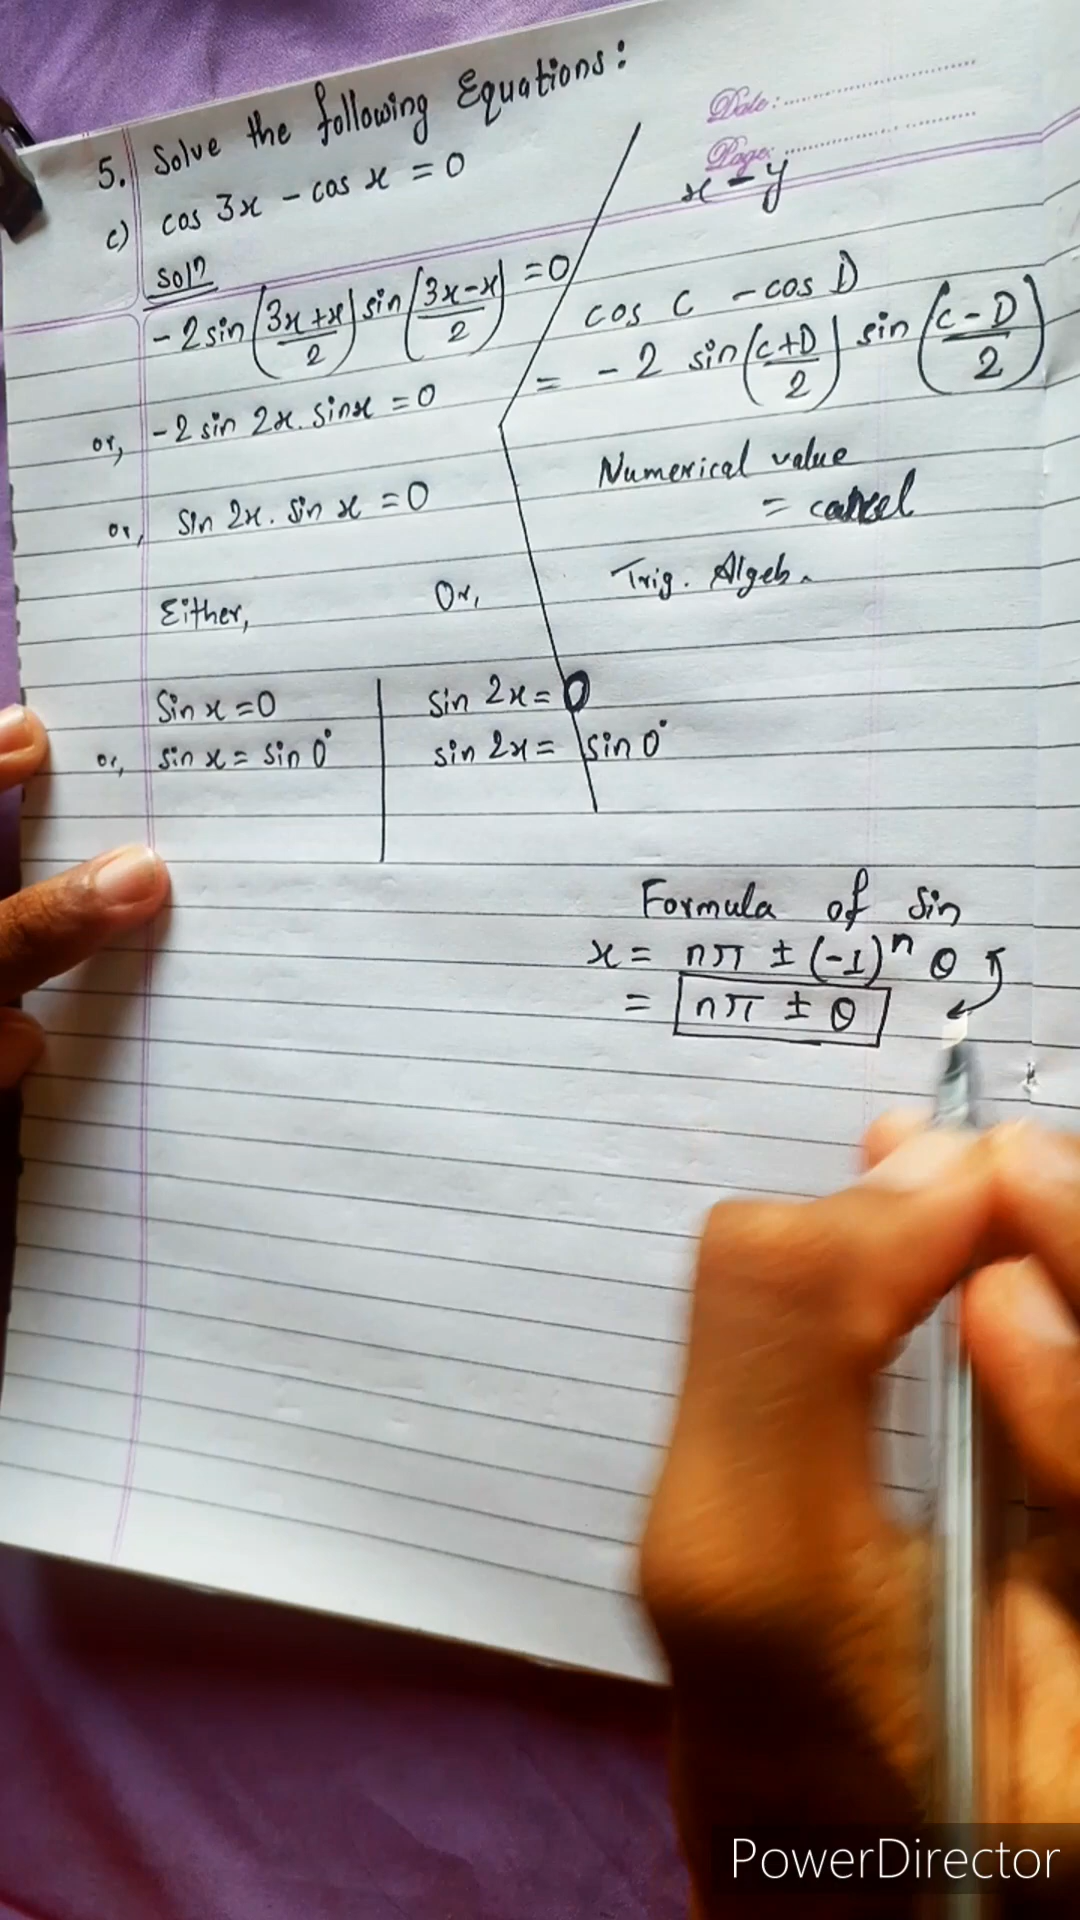 5. Solve the following Equations:
Date: ....................
Page: ....................
c) cos 3x - cos x = 0
x - y
Solⁿ
-2 sin (3x+x/2) sin (3x-x/2) = 0
or, -2 sin 2x. sinx = 0
or, sin 2x. sin x = 0
Either, Or,
Sin x = 0 | sin 2x = 0
or, sin x = sin 0° | sin 2x = sin 0°
cos C - cos D
= -2 sin (C+D/2) sin (C-D/2)
Numerical value
= cancel
Trig. Algeb.
Formula of Sin
x = nπ ± (-1)ⁿ θ
= nπ ± θ
PowerDirector